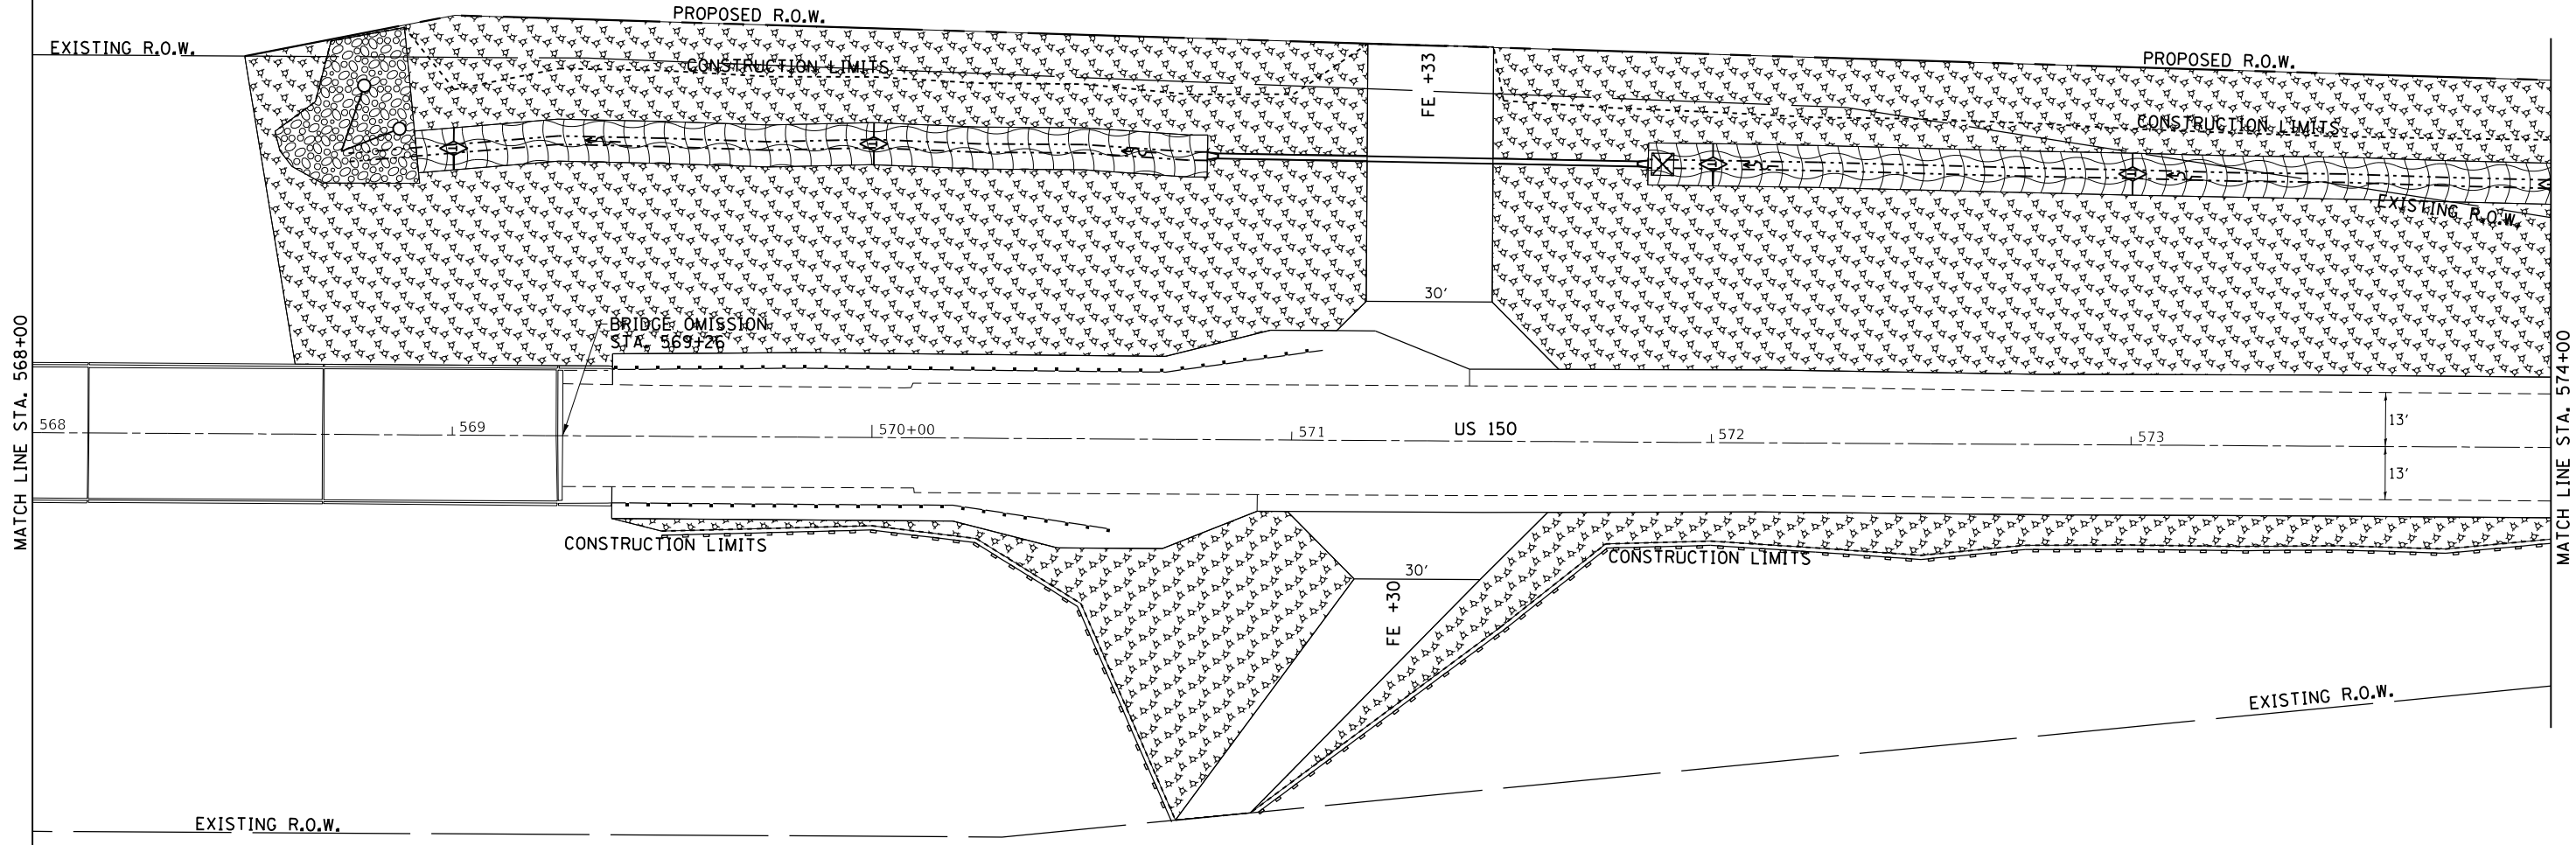 PROPOSED R.O.W.
EXISTING R.O.W.
PROPOSED R.O.W.
CONSTRUCTION LIMITS
FE +33
CONSTRUCTION LIMITS
EXISTING R.O.W.
30'
BRIDGE OMISSION
STA. 569+26
MATCH LINE STA. 568+00
MATCH LINE STA. 574+00
568
569
570+00
571
US 150
572
573
13'
13'
CONSTRUCTION LIMITS
CONSTRUCTION LIMITS
30'
FE +30
EXISTING R.O.W.
EXISTING R.O.W.